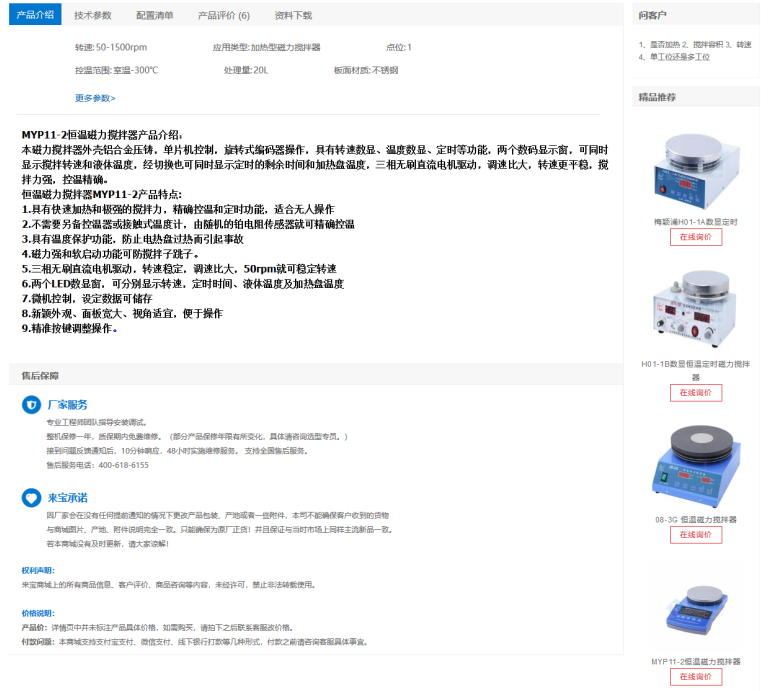 产品介绍 技术参数 配置清单 产品评价 (6) 资料下载
转速: 50-1500rpm 应用类型: 加热型磁力搅拌器 点位: 1
控温范围: 室温-300℃ 处理量: 20L 板面材质: 不锈钢
更多参数>
MYP11-2恒温磁力搅拌器产品介绍:
本磁力搅拌器外壳铝合金压铸，单片机控制，旋转式编码器操作，具有转速数显、温度数显、定时等功能，两个数码显示窗，可同时
显示搅拌转速和液体温度，经切换也可同时显示定时的剩余时间和加热盘温度，三相无刷直流电机驱动，调速比大，转速更平稳，搅
拌力强，控温精确。
恒温磁力搅拌器MYP11-2产品特点:
1.具有快速加热和极强的搅拌力，精确控温和定时功能，适合无人操作
2.不需要另备控温器或接触式温度计，由随机的铂电阻传感器就可精确控温
3.具有温度保护功能，防止电热盘过热而引起事故
4.磁力强和软启动功能可防搅拌子跳子。
5.三相无刷直流电机驱动，转速稳定，调速比大，50rpm就可稳定转速
6.两个LED数显窗，可分别显示转速，定时时间、液体温度及加热盘温度
7.微机控制，设定数据可储存
8.新颖外观、面板宽大、视角适宜，便于操作
9.精准按键调整操作。
售后保障
厂家服务
专业工程师团队指导安装调试。
整机保修一年，质保期内免费维修。（部分产品保修年限有所变化，具体请咨询选型专员。）
接到问题反馈通知后，10分钟响应，48小时实施维修服务。 支持全国售后服务。
售后服务电话：400-618-6155
来宝承诺
因厂家会在没有任何提前通知的情况下更改产品包装、产地或者一些附件，本司不能确保客户收到的货物
与商城图片、产地、附件说明完全一致。只能确保为原厂正货！并且保证与当时市场上同样主流新品一致。
若本商城没有及时更新，请大家谅解！
权利声明:
来宝商城上的所有商品信息、客户评价、商品咨询等内容，未经许可，禁止非法转载使用。
价格说明:
产品价：详情页中并未标注产品具体价格，如需购买，请拍下之后联系客服改价格。
付款问题：本商城支持支付宝支付、微信支付、线下银行打款等几种形式，付款之前请咨询客服具体事宜。
问客户
1、是否加热 2、搅拌容积 3、转速
4、单工位还是多工位
精品推荐
梅颖浦H01-1A数显定时
在线询价
H01-1B数显恒温定时磁力搅拌
器
在线询价
08-3G 恒温磁力搅拌器
在线询价
MYP11-2恒温磁力搅拌器
在线询价